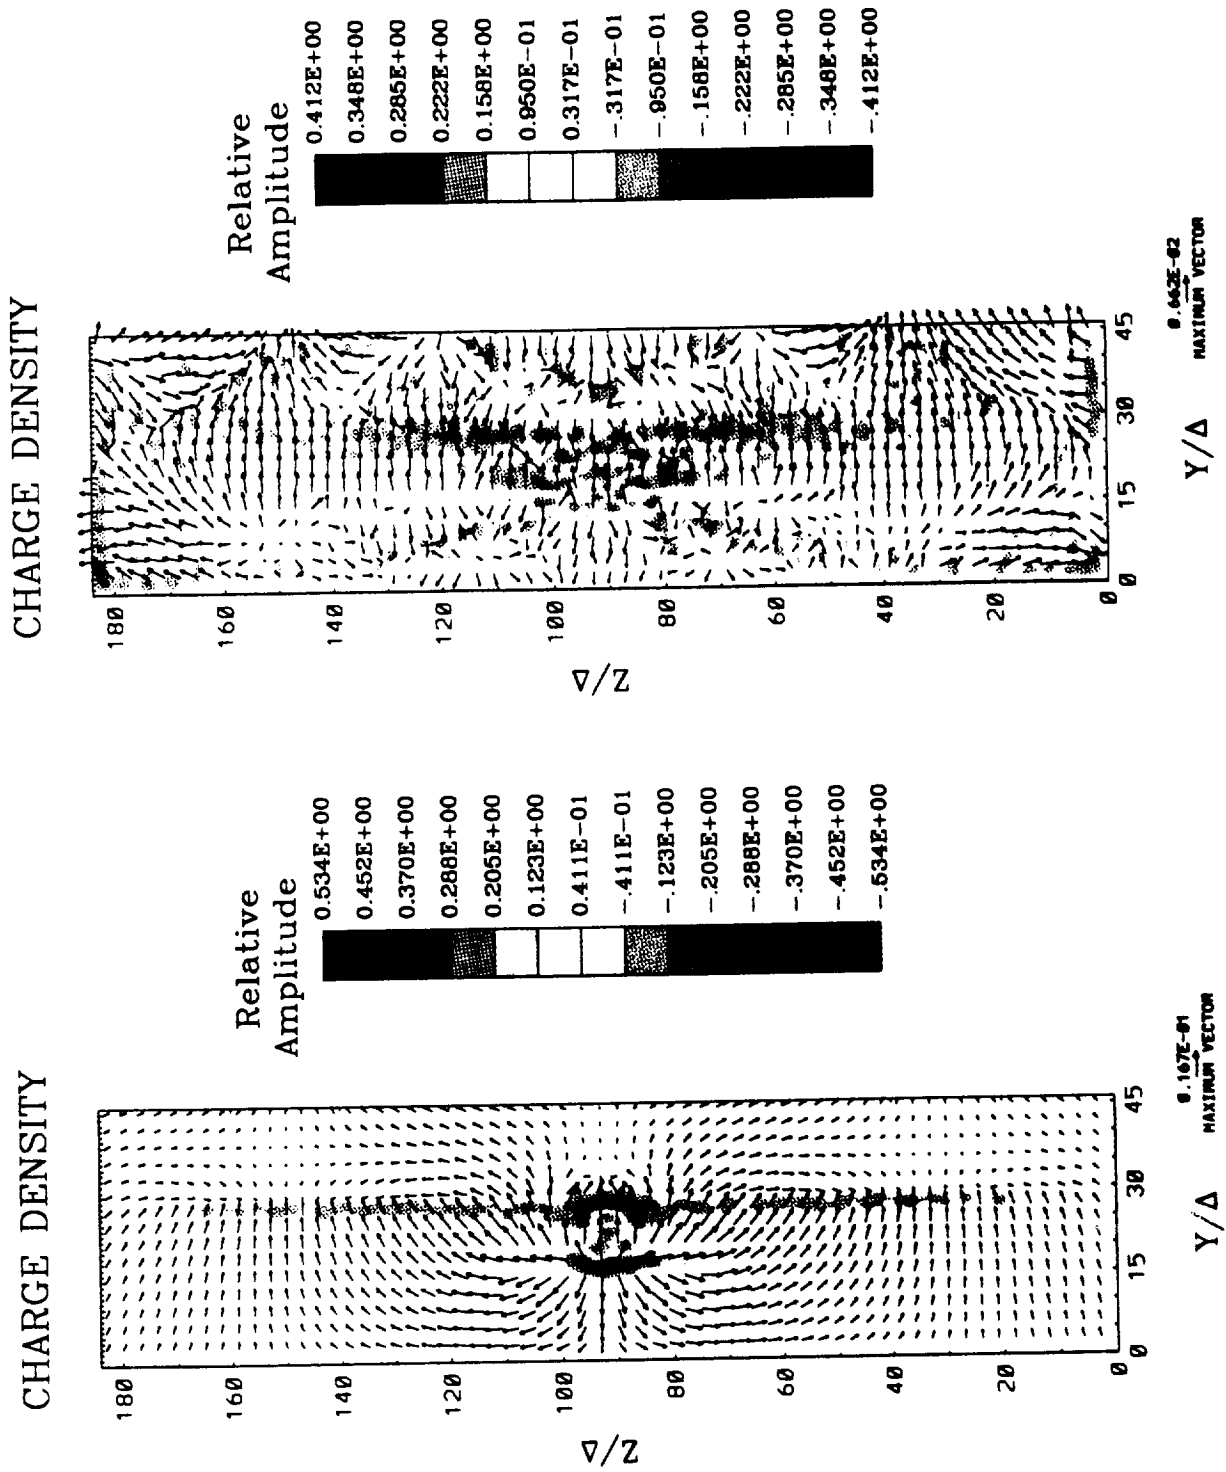 CHARGE DENSITY
Relative
Amplitude
0.412E+00
0.348E+00
0.285E+00
0.222E+00
0.158E+00
0.950E-01
0.317E-01
-.317E-01
-.950E-01
-.158E+00
-.222E+00
-.285E+00
-.348E+00
-.412E+00
180
160
140
120
100
80
60
40
20
0
Z/Δ
0
15
30
45
Y/Δ
0.662E-02
MAXIMUM VECTOR
CHARGE DENSITY
Relative
Amplitude
0.534E+00
0.452E+00
0.370E+00
0.288E+00
0.205E+00
0.123E+00
0.411E-01
-.411E-01
-.123E+00
-.205E+00
-.288E+00
-.370E+00
-.452E+00
-.534E+00
180
160
140
120
100
80
60
40
20
0
Z/Δ
0
15
30
45
Y/Δ
0.167E-01
MAXIMUM VECTOR